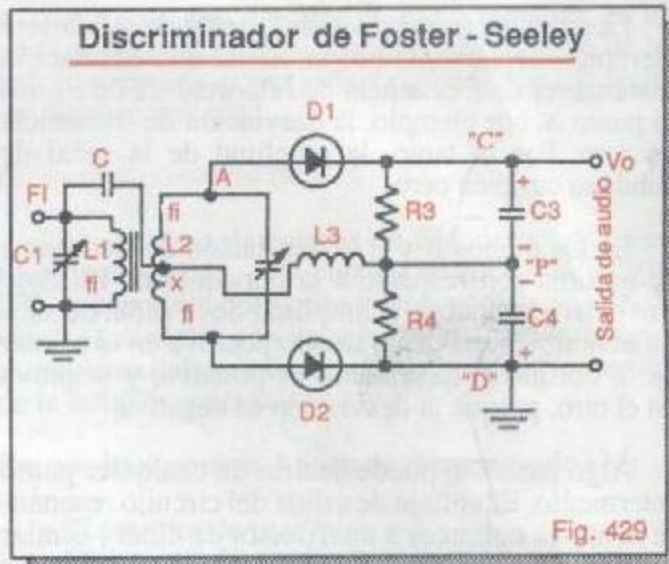 Discriminador de Foster - Seeley
D1
"C"
Vo
C
A
FI
fi
R3
+
C3
L3
C1
L1
L2
-
"P"
Salida de audio
fi
x
-
fi
R4
C4
+
"D"
D2
Fig. 429